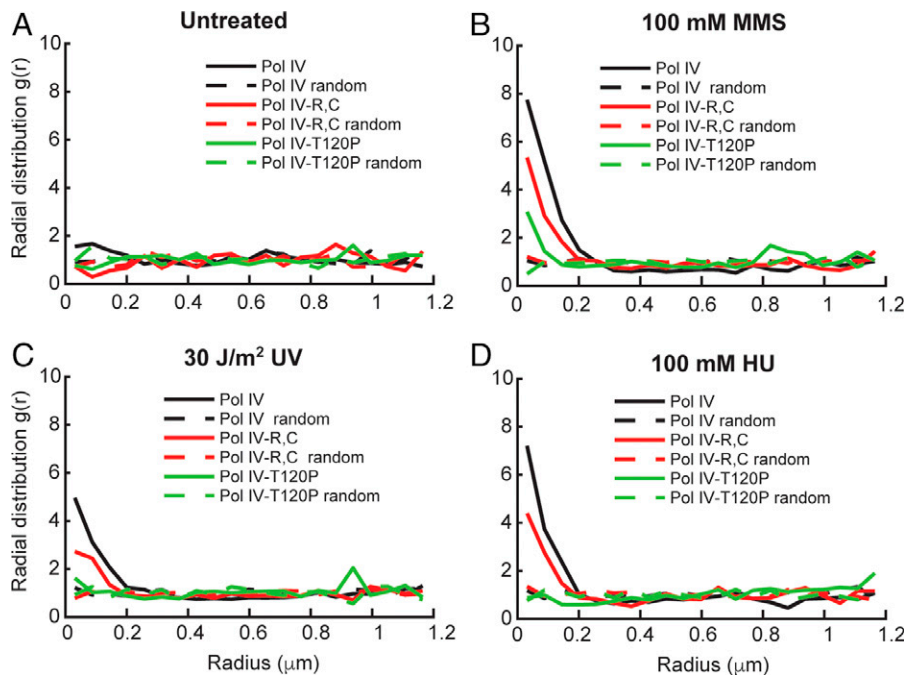 A
Untreated
Radial distribution g(r)
10
8
6
4
2
0
0
0.2
0.4
0.6
0.8
1
1.2
Pol IV
Pol IV random
Pol IV-R,C
Pol IV-R,C random
Pol IV-T120P
Pol IV-T120P random
B
100 mM MMS
10
8
6
4
2
0
0
0.2
0.4
0.6
0.8
1
1.2
Pol IV
Pol IV random
Pol IV-R,C
Pol IV-R,C random
Pol IV-T120P
Pol IV-T120P random
C
30 J/m² UV
Radial distribution g(r)
10
8
6
4
2
0
0
0.2
0.4
0.6
0.8
1
1.2
Radius (μm)
Pol IV
Pol IV random
Pol IV-R,C
Pol IV-R,C random
Pol IV-T120P
Pol IV-T120P random
D
100 mM HU
10
8
6
4
2
0
0
0.2
0.4
0.6
0.8
1
1.2
Radius (μm)
Pol IV
Pol IV random
Pol IV-R,C
Pol IV-R,C random
Pol IV-T120P
Pol IV-T120P random